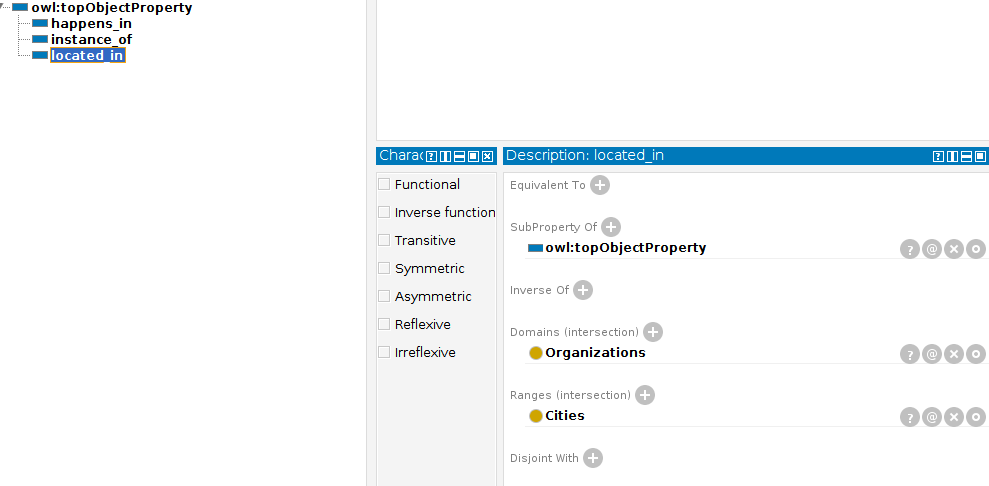 owl:topObjectProperty
happens_in
instance_of
located_in
Charac
Description: located_in
Functional
Inverse function
Transitive
Symmetric
Asymmetric
Reflexive
Irreflexive
Equivalent To
SubProperty Of
owl:topObjectProperty
Inverse Of
Domains (intersection)
Organizations
Ranges (intersection)
Cities
Disjoint With